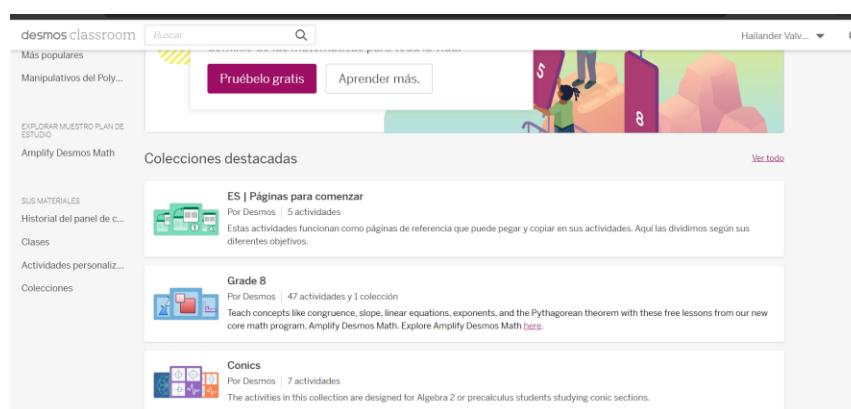 desmos classroom
Buscar
Hailander Valv...
Más populares
Manipulativos del Poly...
EXPLORAR NUESTRO PLAN DE
ESTUDIO
Amplify Desmos Math
SUS MATERIALES
Historial del panel de c...
Clases
Actividades personaliz...
Colecciones
Pruébelo gratis
Aprender más.
5
8
Colecciones destacadas
Ver todo
ES | Páginas para comenzar
Por Desmos | 5 actividades
Estas actividades funcionan como páginas de referencia que puede pegar y copiar en sus actividades. Aquí las dividimos según sus
diferentes objetivos.
Grade 8
Por Desmos | 47 actividades y 1 colección
Teach concepts like congruence, slope, linear equations, exponents, and the Pythagorean theorem with these free lessons from our new
core math program, Amplify Desmos Math. Explore Amplify Desmos Math here.
Conics
Por Desmos | 7 actividades
The activities in this collection are designed for Algebra 2 or precalculus students studying conic sections.